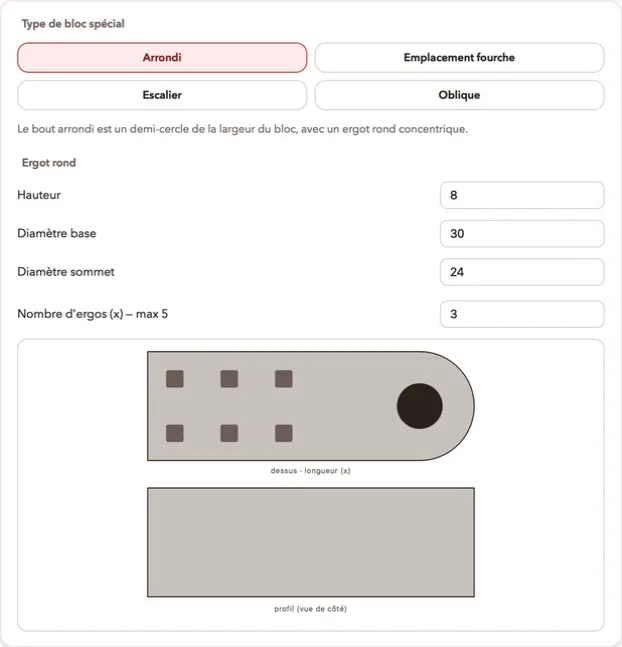 Type de bloc spécial
Arrondi
Emplacement fourche
Escalier
Oblique
Le bout arrondi est un demi-cercle de la largeur du bloc, avec un ergot rond concentrique.
Ergot rond
Hauteur
8
Diamètre base
30
Diamètre sommet
24
Nombre d'ergos (x) – max 5
3
dessus - longueur (x)
profil (vue de côté)